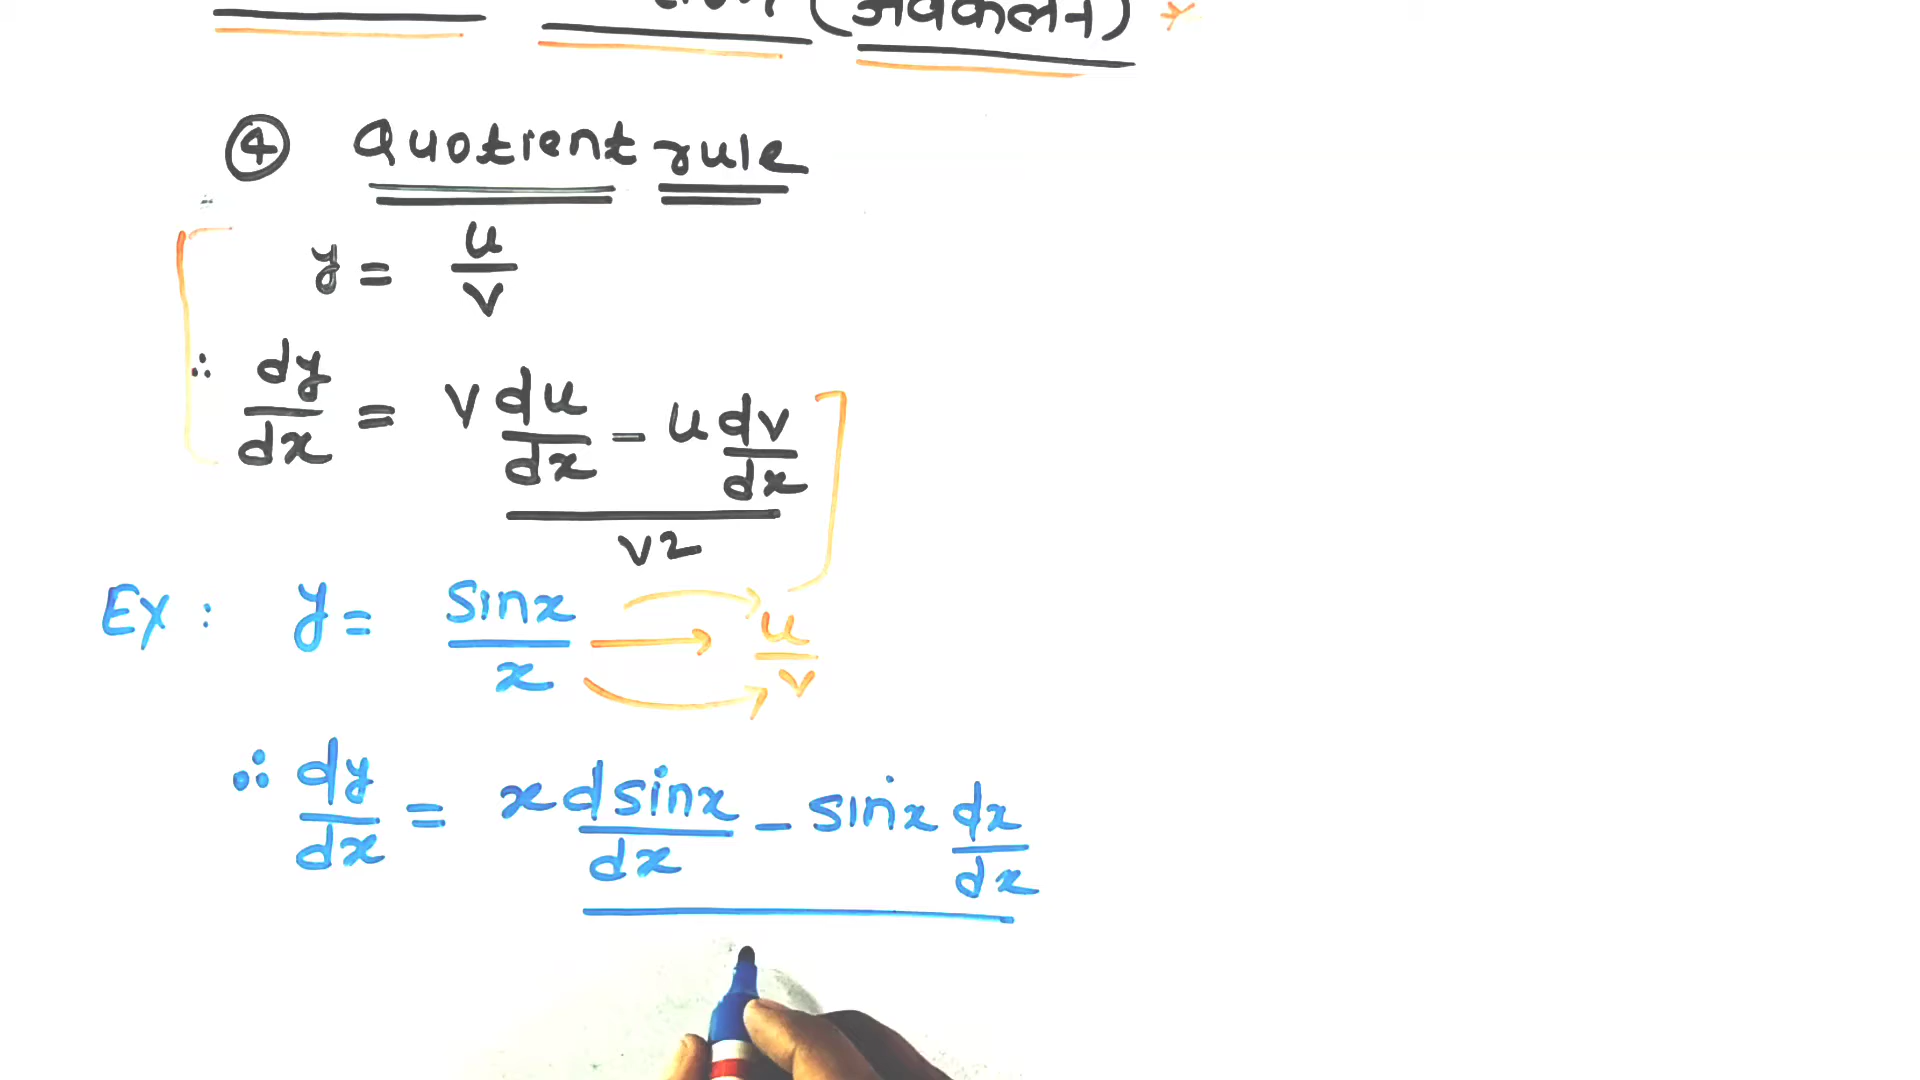 (अवकलन)
④ Quotient rule
y = u/v
∴ dy/dx = v du/dx - u dv/dx / v2
Ex : y = sinx/x → u/v
∴ dy/dx = x dsinx/dx - sinx dx/dx